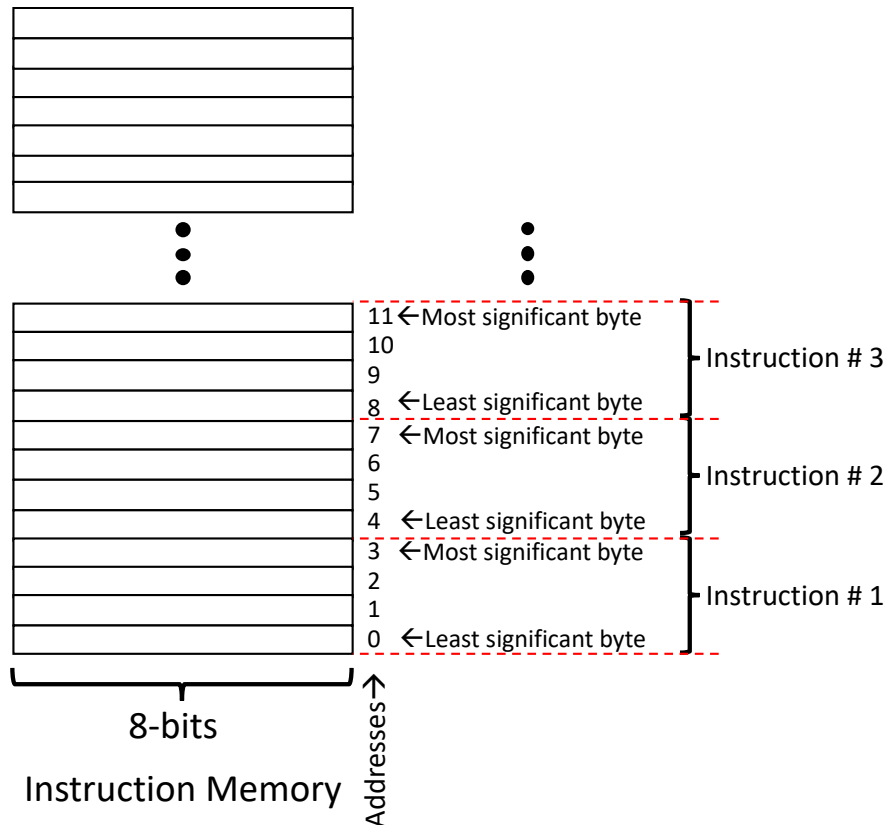 11 ←Most significant byte
10
9
8 ←Least significant byte
Instruction # 3
7 ←Most significant byte
6
5
4 ←Least significant byte
Instruction # 2
3 ←Most significant byte
2
1
0 ←Least significant byte
Instruction # 1
8-bits
Instruction Memory
Addresses→